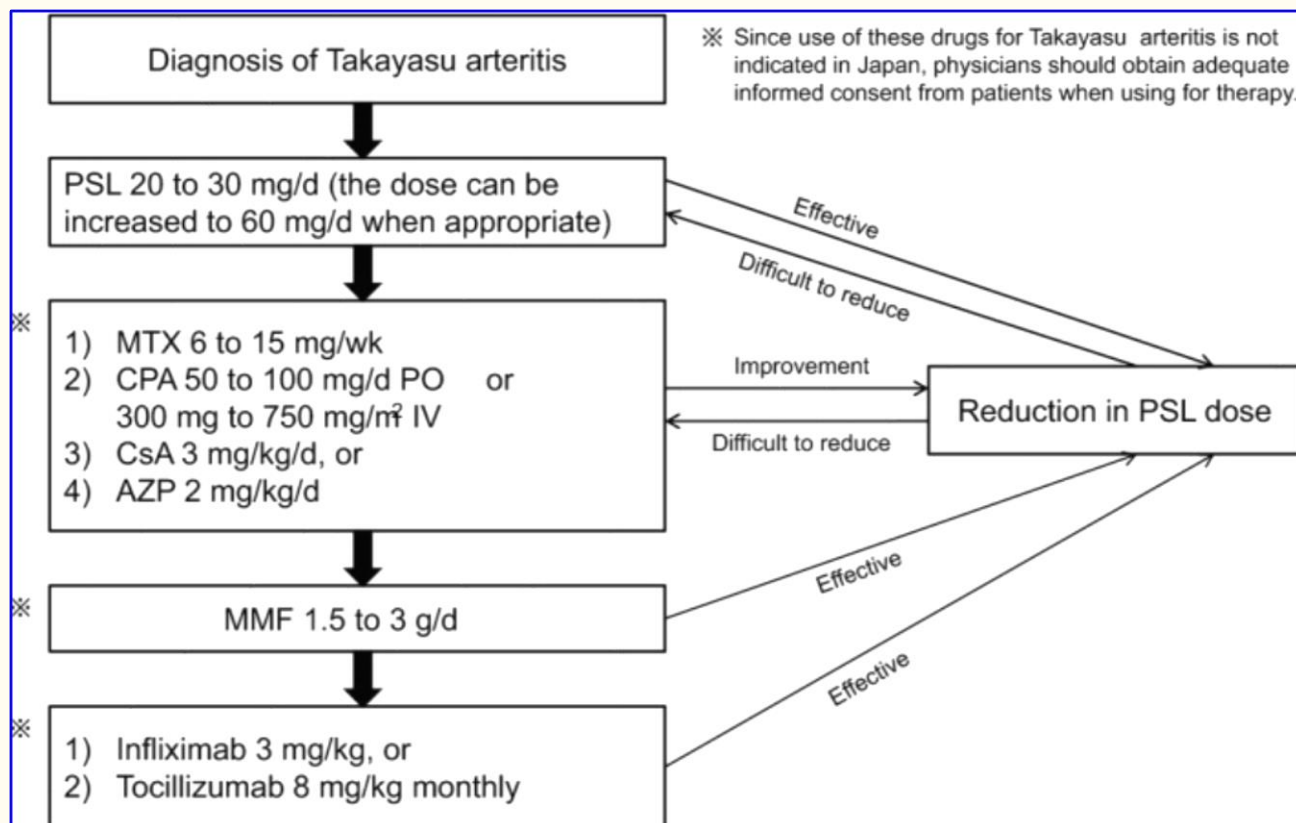 Diagnosis of Takayasu arteritis
※ Since use of these drugs for Takayasu arteritis is not
indicated in Japan, physicians should obtain adequate
informed consent from patients when using for therapy.
PSL 20 to 30 mg/d (the dose can be
increased to 60 mg/d when appropriate)
Effective
Difficult to reduce
※
1) MTX 6 to 15 mg/wk
2) CPA 50 to 100 mg/d PO or
300 mg to 750 mg/m² IV
3) CsA 3 mg/kg/d, or
4) AZP 2 mg/kg/d
Improvement
Difficult to reduce
Reduction in PSL dose
※
MMF 1.5 to 3 g/d
Effective
※
1) Infliximab 3 mg/kg, or
2) Tocillizumab 8 mg/kg monthly
Effective